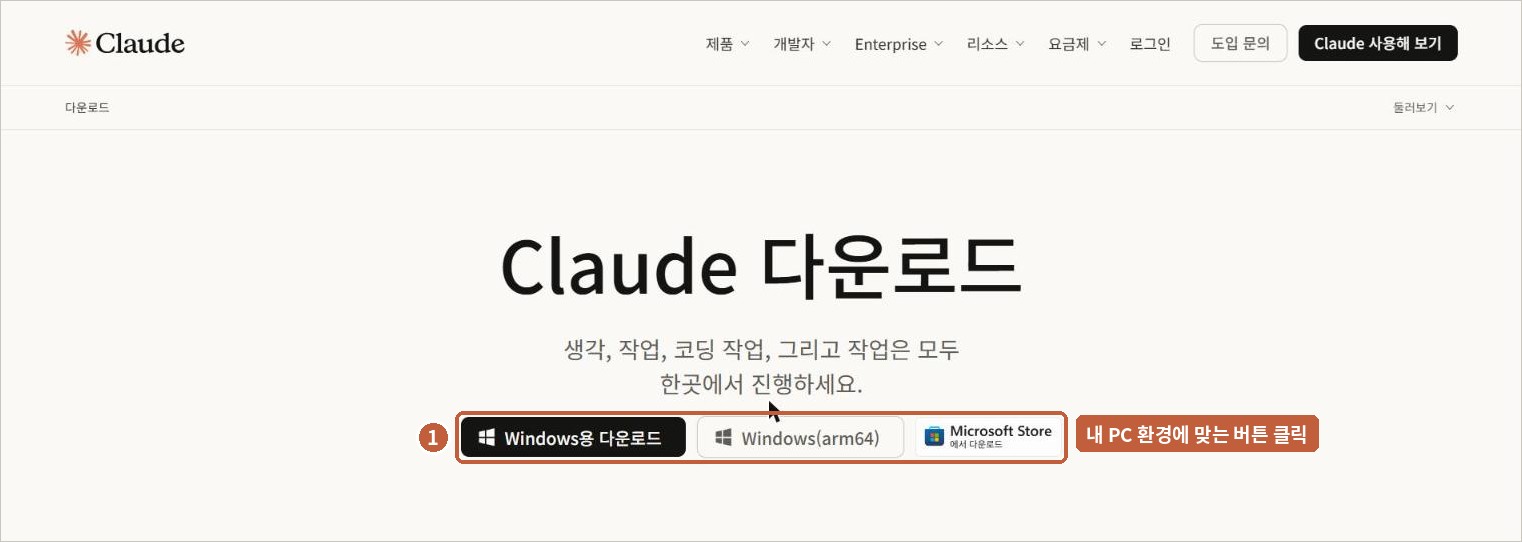 Claude
제품
개발자
Enterprise
리소스
요금제
로그인
도입 문의
Claude 사용해 보기
다운로드
둘러보기
Claude 다운로드
생각, 작업, 코딩 작업, 그리고 작업은 모두
한곳에서 진행하세요.
1
Windows용 다운로드
Windows(arm64)
Microsoft Store
에서 다운로드
내 PC 환경에 맞는 버튼 클릭